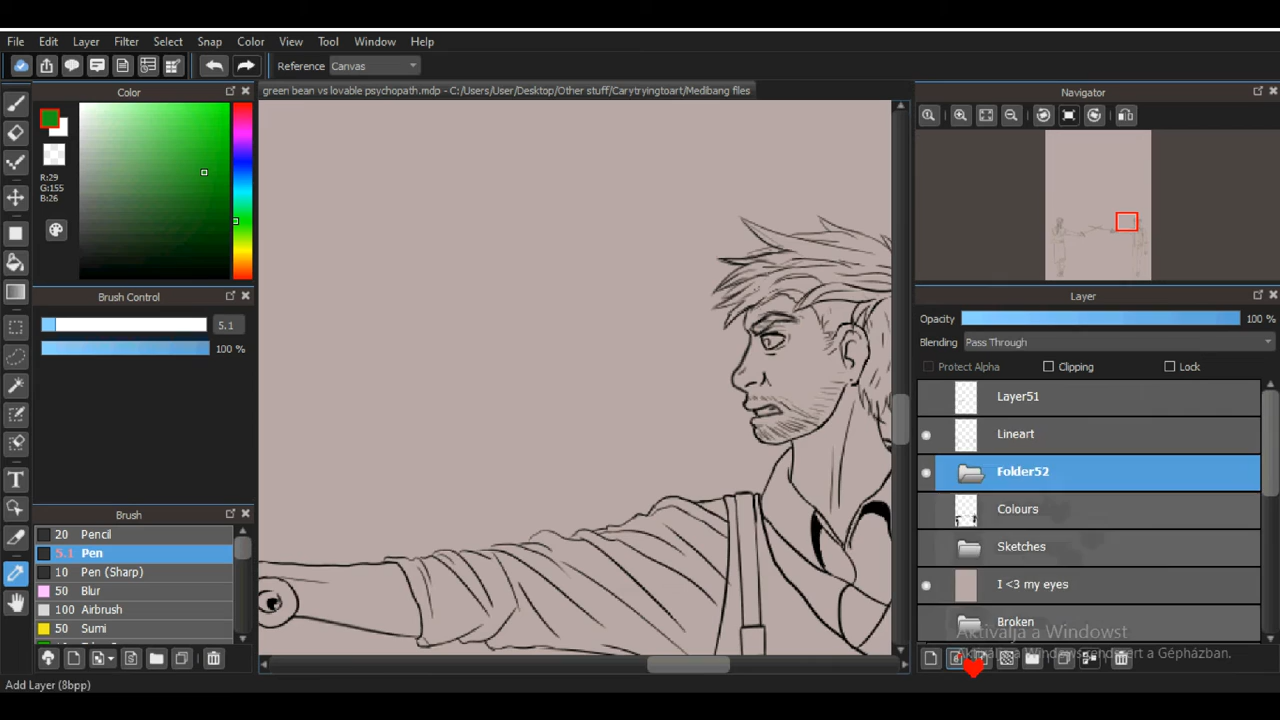 File Edit Layer Filter Select Snap Color View Tool Window Help
Reference Canvas
Color
green bean vs lovable psychopath.mdp - C:/Users/User/Desktop/Other stuff/Carytryingtoart/Medibang files
Navigator
R:29
G:155
B:26
Brush Control
5.1
100 %
Layer
Opacity 100 %
Blending Pass Through
Protect Alpha Clipping Lock
Layer51
Lineart
Folder52
Colours
Sketches
I <3 my eyes
Broken
Brush
20 Pencil
5.1 Pen
10 Pen (Sharp)
50 Blur
100 Airbrush
50 Sumi
Aktiválja a Windowst
Aktiválja a Windowsrendszert a Gépházban.
Add Layer (8bpp)